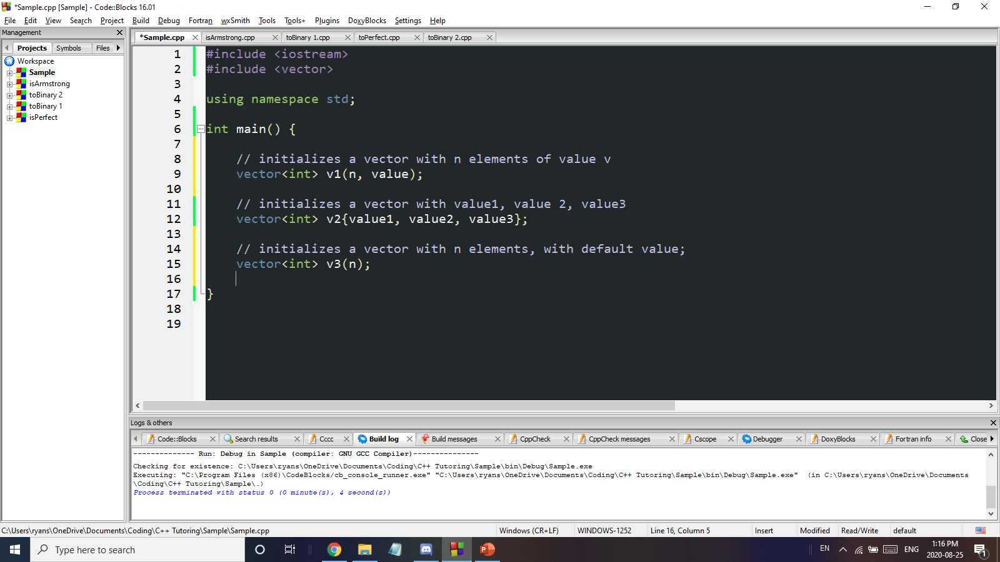 *Sample.cpp [Sample] - Code::Blocks 16.01
File Edit View Search Project Build Debug Fortran wxSmith Tools Tools+ Plugins DoxyBlocks Settings Help
Management
Projects Symbols Files
Workspace
Sample
isArmstrong
toBinary 2
toBinary 1
isPerfect
*Sample.cpp isArmstrong.cpp toBinary 1.cpp toPerfect.cpp toBinary 2.cpp
1 #include <iostream>
2 #include <vector>
3
4 using namespace std;
5
6 int main() {
7
8 // initializes a vector with n elements of value v
9 vector<int> v1(n, value);
10
11 // initializes a vector with value1, value 2, value3
12 vector<int> v2{value1, value2, value3};
13
14 // initializes a vector with n elements, with default value;
15 vector<int> v3(n);
16
17 }
18
19
Logs & others
Code::Blocks Search results Cccc Build log Build messages CppCheck CppCheck messages Cscope Debugger DoxyBlocks Fortran info Close
-------------- Run: Debug in Sample (compiler: GNU GCC Compiler)---------------
Checking for existence: C:\Users\ryans\OneDrive\Documents\Coding\C++ Tutoring\Sample\bin\Debug\Sample.exe
Executing: "C:\Program Files (x86)\CodeBlocks/cb_console_runner.exe" "C:\Users\ryans\OneDrive\Documents\Coding\C++ Tutoring\Sample\bin\Debug\Sample.exe"  (in C:\Users\ryans\OneDrive\Documents
\Coding\C++ Tutoring\Sample\.)
Process terminated with status 0 (0 minute(s), 4 second(s))
C:\Users\ryans\OneDrive\Documents\Coding\C++ Tutoring\Sample\Sample.cpp Windows (CR+LF) WINDOWS-1252 Line 16, Column 5 Insert Modified Read/Write default
Type here to search
EN ENG
1:16 PM
2020-08-25
1